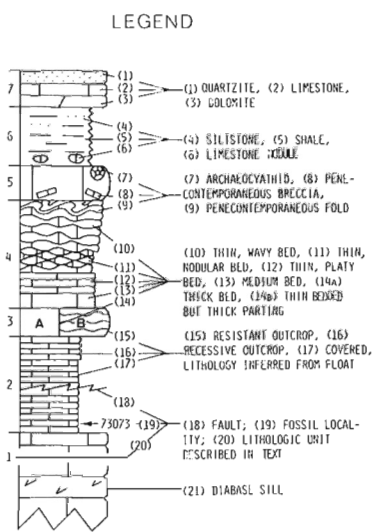 LEGEND
7
(1)
(2)
(3)
(1) QUARTZITE, (2) LIMESTONE,
(3) DOLOMITE
6
(4)
(5)
(6)
(4) SILTSTONE, (5) SHALE,
(6) LIMESTONE NODULE
5
(7)
(8)
(9)
(7) ARCHAEOCYATHID, (8) PENE-
CONTEMPORANEOUS BRECCIA,
(9) PENECONTEMPORANEOUS FOLD
4
(10)
(11)
(12)
(13)
(14)
(10) THIN, WAVY BED, (11) THIN,
NODULAR BED, (12) THIN, PLATY
BED, (13) MEDIUM BED, (14A)
THICK BED, (14B) THIN BEDDED
BUT THICK PARTING
3
A
B
(15)
(16)
(17)
(15) RESISTANT OUTCROP, (16)
RECESSIVE OUTCROP, (17) COVERED,
LITHOLOGY INFERRED FROM FLOAT
2
(18)
73073 (19)
(20)
(18) FAULT; (19) FOSSIL LOCAL-
ITY; (20) LITHOLOGIC UNIT
DESCRIBED IN TEXT
1
(21) DIABASE SILL